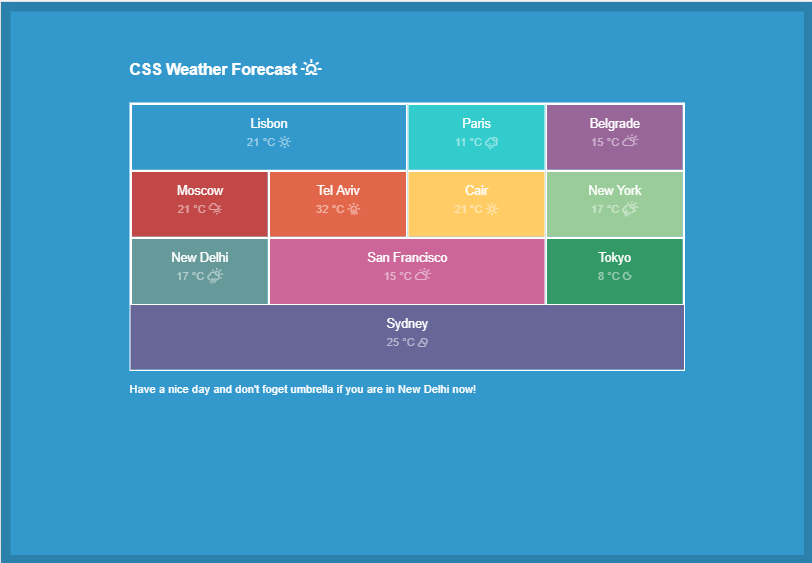 CSS Weather Forecast
Lisbon
21 °C
Paris
11 °C
Belgrade
15 °C
Moscow
21 °C
Tel Aviv
32 °C
Cair
21 °C
New York
17 °C
New Delhi
17 °C
San Francisco
15 °C
Tokyo
8 °C
Sydney
25 °C
Have a nice day and don't foget umbrella if you are in New Delhi now!